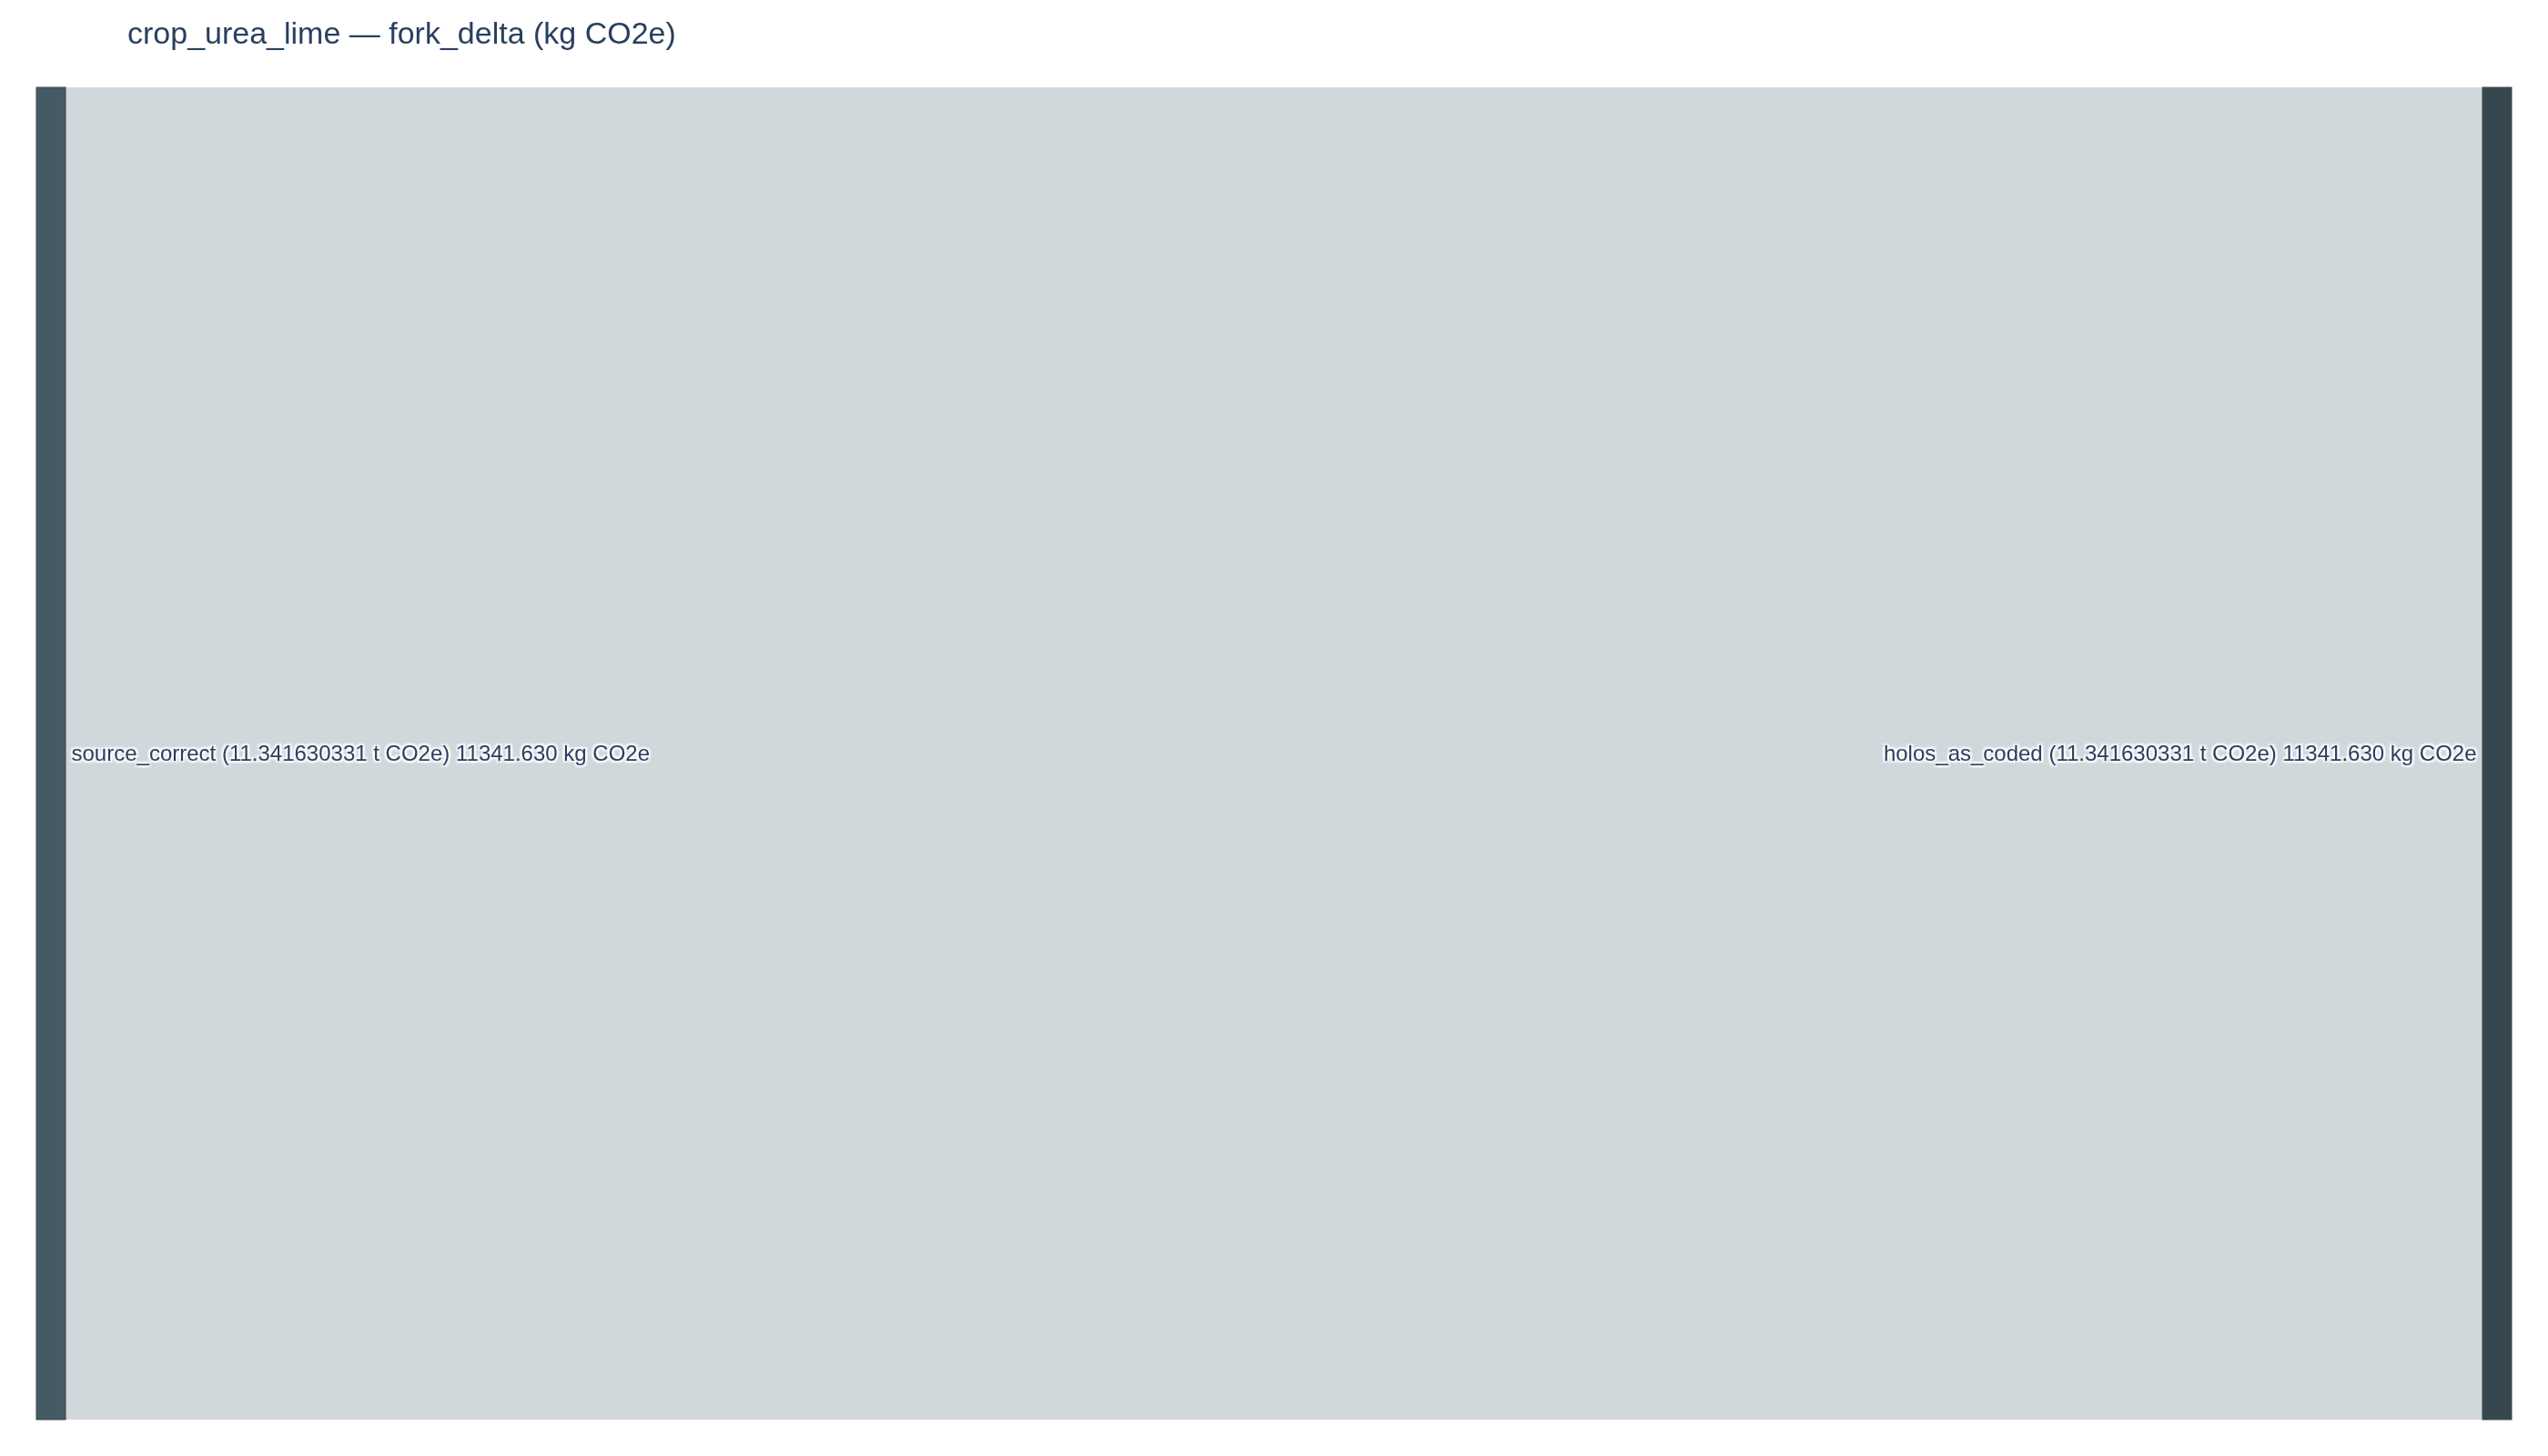 crop_urea_lime — fork_delta (kg CO2e)
source_correct (11.341630331 t CO2e) 11341.630 kg CO2e
holos_as_coded (11.341630331 t CO2e) 11341.630 kg CO2e